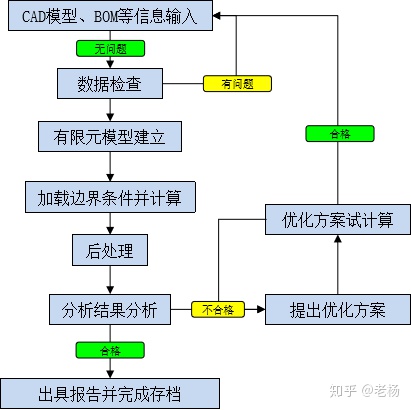 CAD模型、BOM等信息输入
无问题
数据检查
有问题
有限元模型建立
合格
加载边界条件并计算
优化方案试计算
后处理
分析结果分析
不合格
提出优化方案
合格
出具报告并完成存档
知乎 @老杨